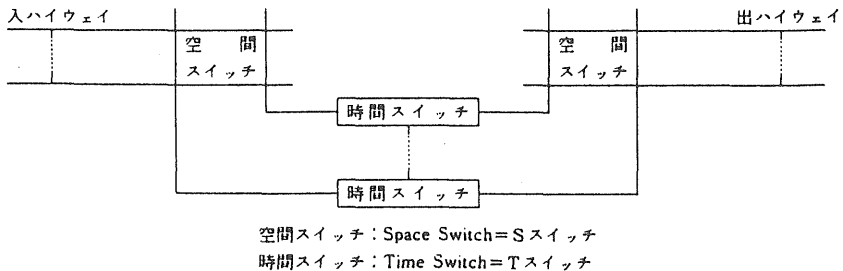 入ハイウェイ
出ハイウェイ
空 間
スイッチ
空 間
スイッチ
時間スイッチ
時間スイッチ
空間スイッチ：Space Switch＝Sスイッチ
時間スイッチ：Time Switch＝Tスイッチ